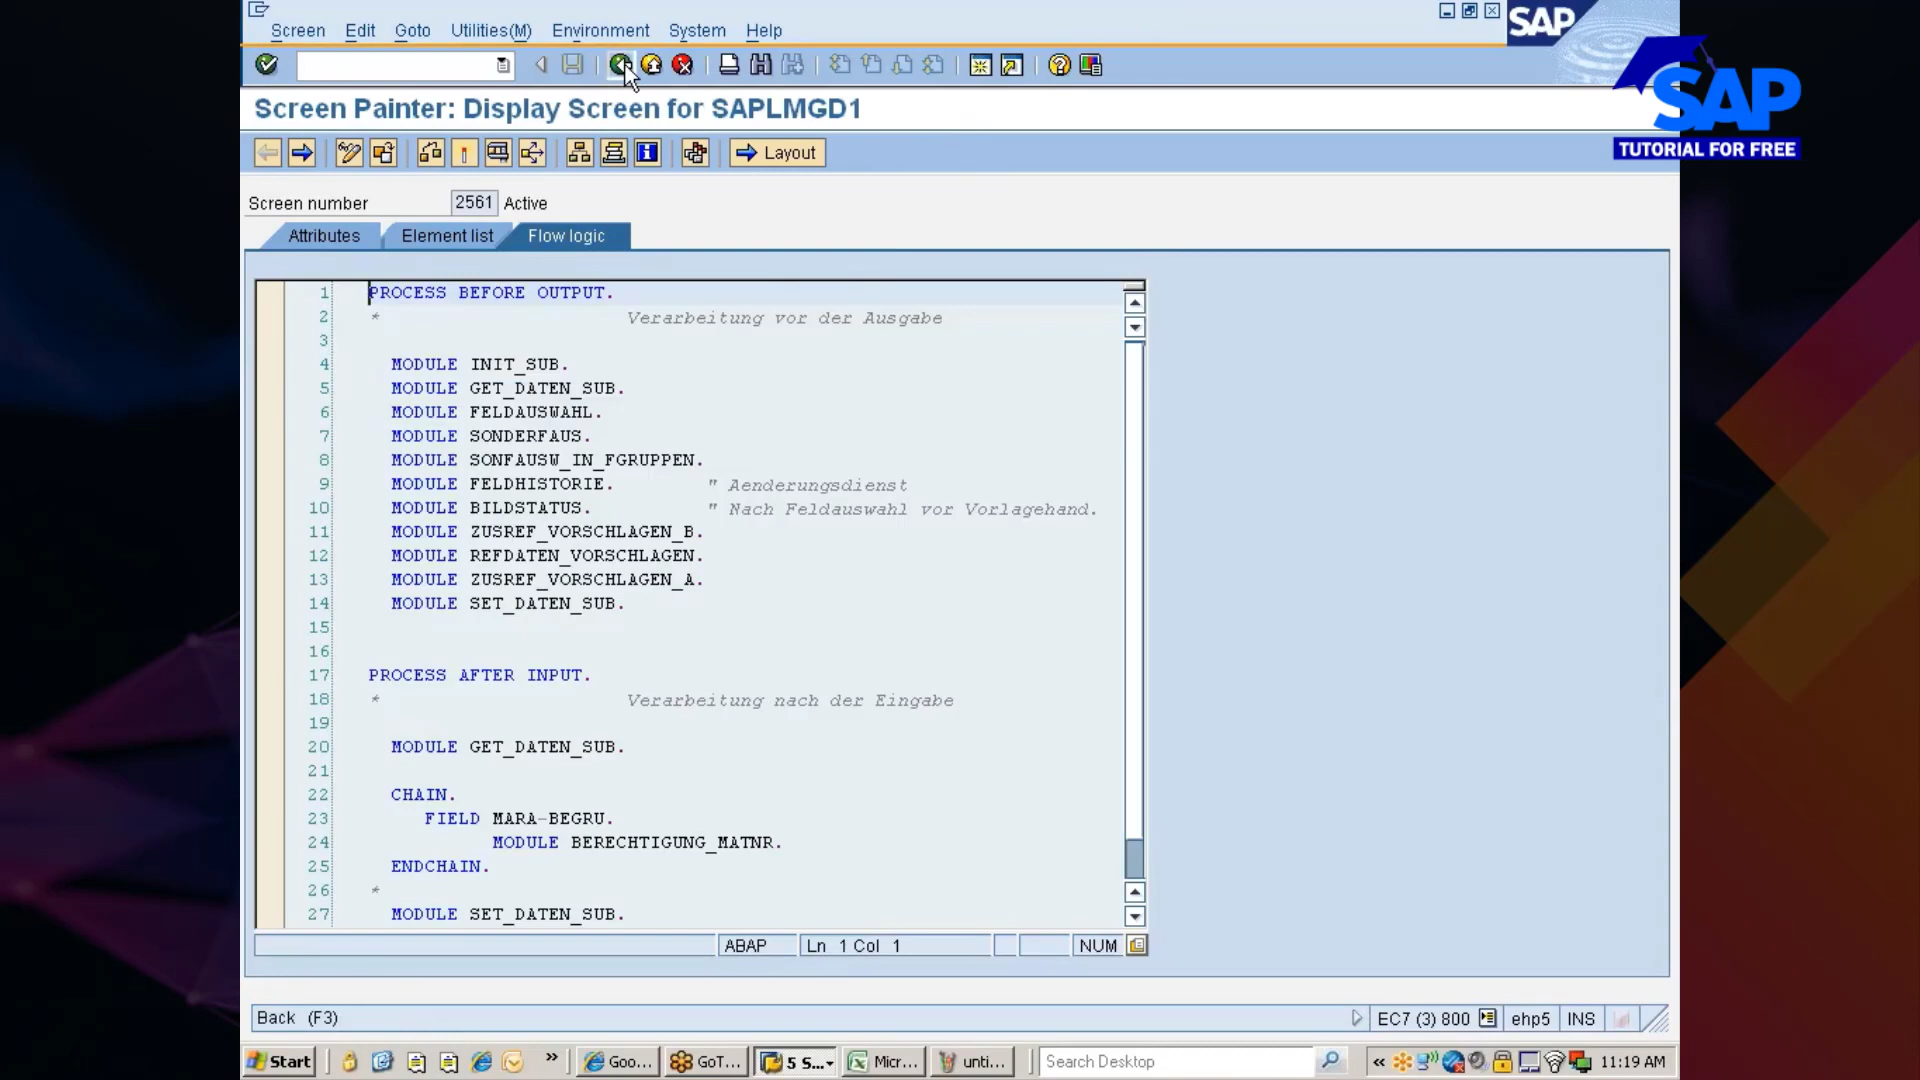 Screen Edit Goto Utilities(M) Environment System Help
SAP
SAP
TUTORIAL FOR FREE
Screen Painter: Display Screen for SAPLMGD1
Layout
Screen number 2561 Active
Attributes Element list Flow logic
1 PROCESS BEFORE OUTPUT.
2 * Verarbeitung vor der Ausgabe
3
4 MODULE INIT_SUB.
5 MODULE GET_DATEN_SUB.
6 MODULE FELDAUSWAHL.
7 MODULE SONDERFAUS.
8 MODULE SONFAUSW_IN_FGRUPPEN.
9 MODULE FELDHISTORIE. " Aenderungsdienst
10 MODULE BILDSTATUS. " Nach Feldauswahl vor Vorlagehand.
11 MODULE ZUSREF_VORSCHLAGEN_B.
12 MODULE REFDATEN_VORSCHLAGEN.
13 MODULE ZUSREF_VORSCHLAGEN_A.
14 MODULE SET_DATEN_SUB.
15
16
17 PROCESS AFTER INPUT.
18 * Verarbeitung nach der Eingabe
19
20 MODULE GET_DATEN_SUB.
21
22 CHAIN.
23 FIELD MARA-BEGRU.
24 MODULE BERECHTIGUNG_MATNR.
25 ENDCHAIN.
26 *
27 MODULE SET_DATEN_SUB.
ABAP Ln 1 Col 1 NUM
Back (F3) EC7 (3) 800 ehp5 INS
Start » Goo... GoT... 5 S... Micr... unti... Search Desktop « 11:19 AM